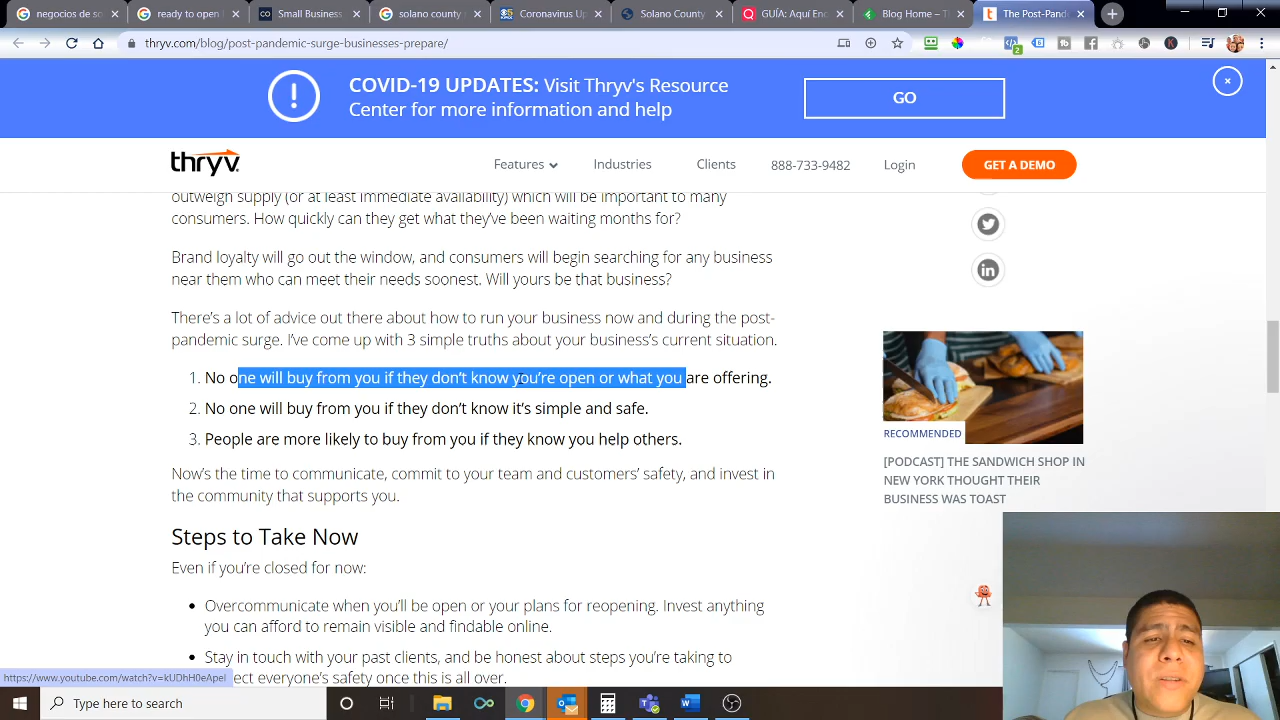 negocios de so
ready to open l
Small Business
solano county r
Coronavirus Up
Solano County
GUÍA: Aquí Enc
Blog Home – Th
The Post-Pand
thryv.com/blog/post-pandemic-surge-businesses-prepare/
2
COVID-19 UPDATES: Visit Thryv's Resource
Center for more information and help
GO
thryv
Features
Industries
Clients
888-733-9482
Login
GET A DEMO
outweigh supply (or at least immediate availability) which will be important to many
consumers. How quickly can they get what they've been waiting months for?
Brand loyalty will go out the window, and consumers will begin searching for any business
near them who can meet their needs soonest. Will yours be that business?
There's a lot of advice out there about how to run your business now and during the post-
pandemic surge. I've come up with 3 simple truths about your business's current situation.
1. No one will buy from you if they don't know you're open or what you are offering.
2. No one will buy from you if they don't know it's simple and safe.
3. People are more likely to buy from you if they know you help others.
Now's the time to communicate, commit to your team and customers' safety, and invest in
the community that supports you.
Steps to Take Now
Even if you're closed for now:
• Overcommunicate when you'll be open or your plans for reopening. Invest anything
you can afford to remain visible and findable online.
• Stay in touch with your past clients, and be honest about steps you're taking to
ect everyone's safety once this is all over.
RECOMMENDED
[PODCAST] THE SANDWICH SHOP IN
NEW YORK THOUGHT THEIR
BUSINESS WAS TOAST
https://www.youtube.com/watch?v=kUDhH0eApeI
Type here to search